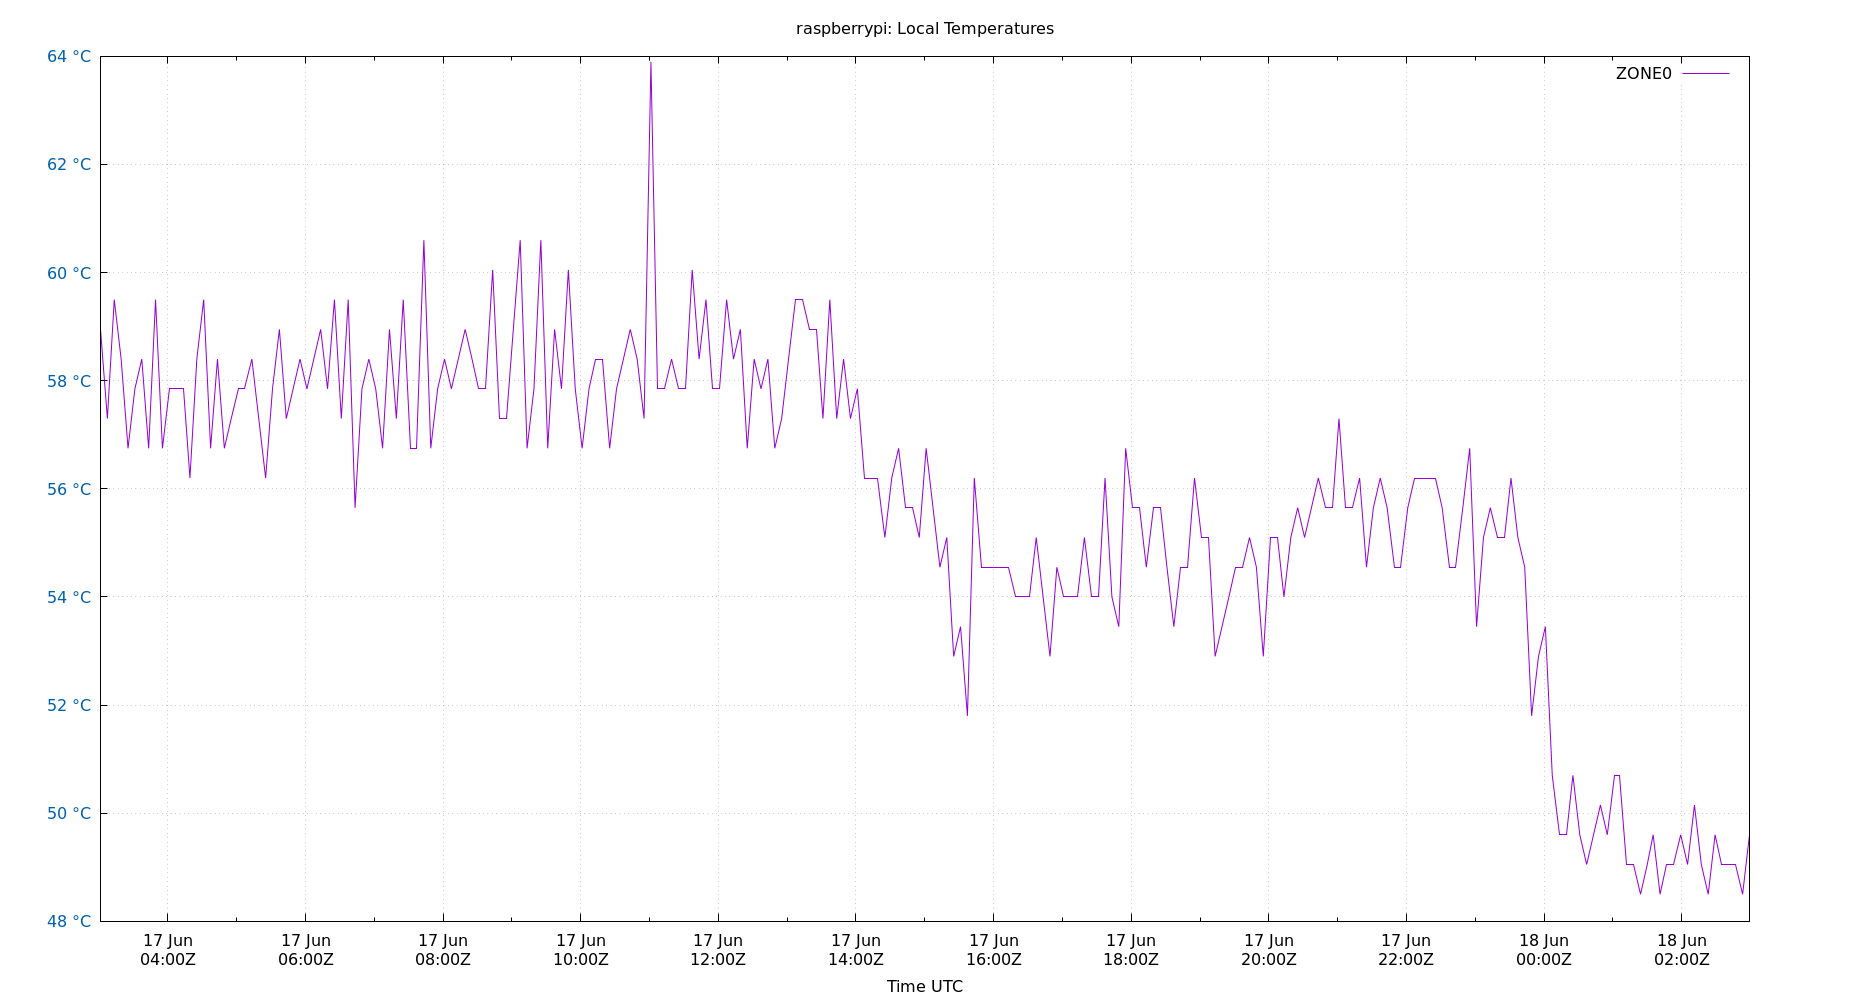 raspberrypi: Local Temperatures
ZONE0
64 °C
62 °C
60 °C
58 °C
56 °C
54 °C
52 °C
50 °C
48 °C
17 Jun 17 Jun 17 Jun 17 Jun 17 Jun 17 Jun 17 Jun 17 Jun 17 Jun 17 Jun 18 Jun 18 Jun
04:00Z 06:00Z 08:00Z 10:00Z 12:00Z 14:00Z 16:00Z 18:00Z 20:00Z 22:00Z 00:00Z 02:00Z
Time UTC